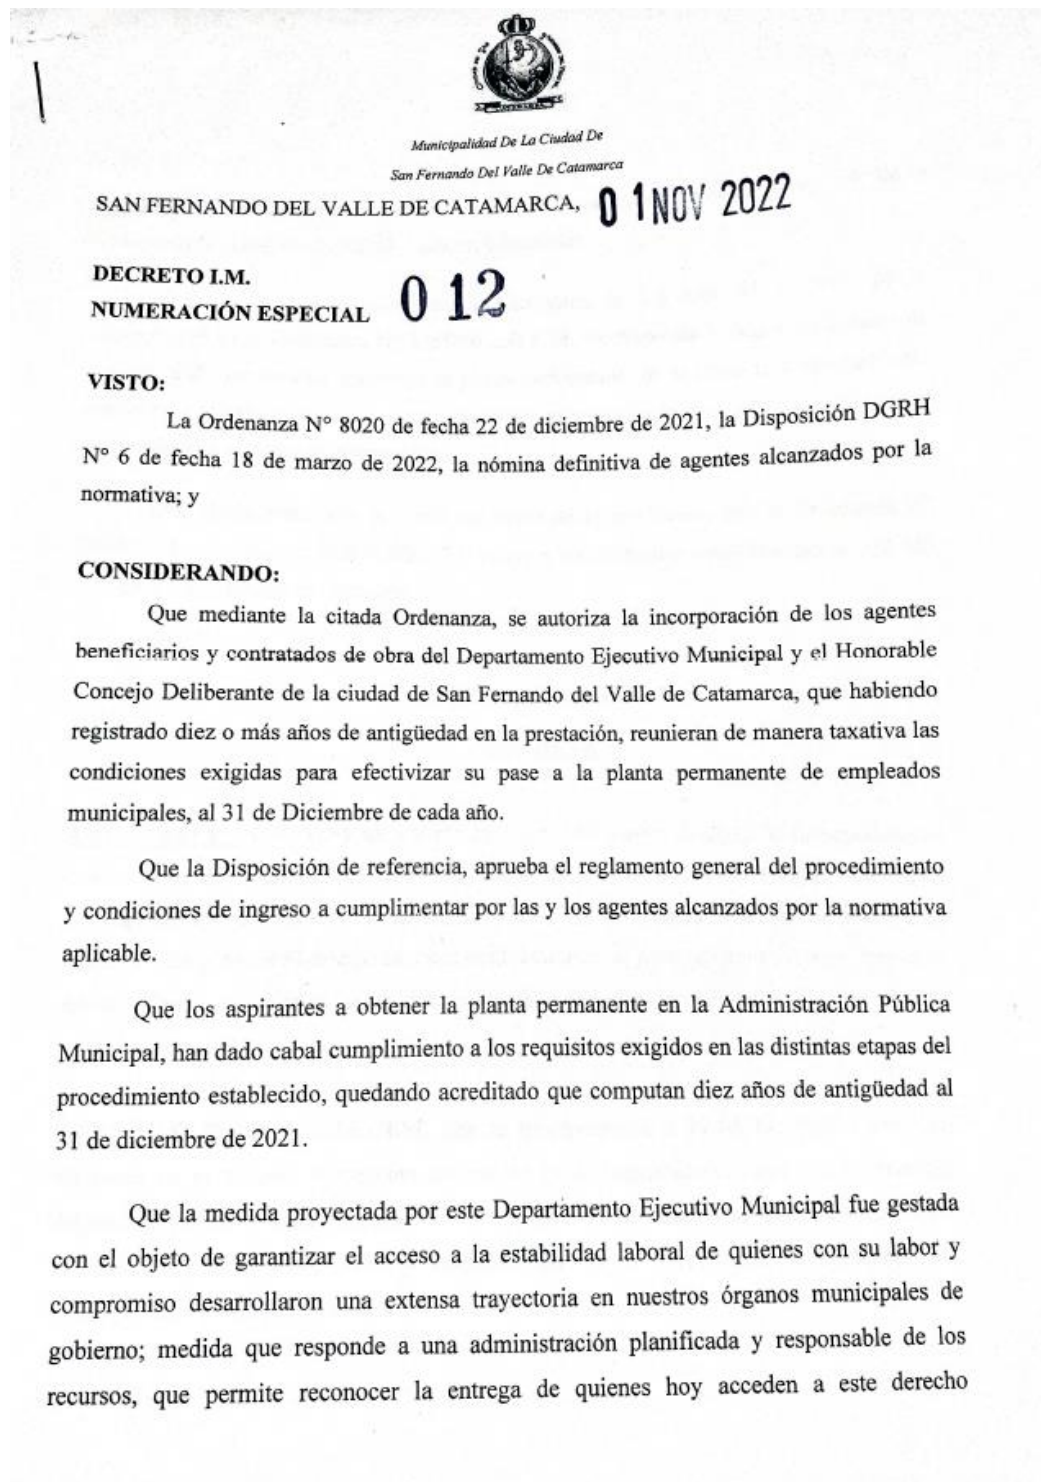 Municipalidad De La Ciudad De
San Fernando Del Valle De Catamarca
SAN FERNANDO DEL VALLE DE CATAMARCA, 01 NOV 2022
DECRETO I.M.
NUMERACIÓN ESPECIAL 012
VISTO:
La Ordenanza Nº 8020 de fecha 22 de diciembre de 2021, la Disposición DGRH
Nº 6 de fecha 18 de marzo de 2022, la nómina definitiva de agentes alcanzados por la
normativa; y
CONSIDERANDO:
Que mediante la citada Ordenanza, se autoriza la incorporación de los agentes
beneficiarios y contratados de obra del Departamento Ejecutivo Municipal y el Honorable
Concejo Deliberante de la ciudad de San Fernando del Valle de Catamarca, que habiendo
registrado diez o más años de antigüedad en la prestación, reunieran de manera taxativa las
condiciones exigidas para efectivizar su pase a la planta permanente de empleados
municipales, al 31 de Diciembre de cada año.
Que la Disposición de referencia, aprueba el reglamento general del procedimiento
y condiciones de ingreso a cumplimentar por las y los agentes alcanzados por la normativa
aplicable.
Que los aspirantes a obtener la planta permanente en la Administración Pública
Municipal, han dado cabal cumplimiento a los requisitos exigidos en las distintas etapas del
procedimiento establecido, quedando acreditado que computan diez años de antigüedad al
31 de diciembre de 2021.
Que la medida proyectada por este Departamento Ejecutivo Municipal fue gestada
con el objeto de garantizar el acceso a la estabilidad laboral de quienes con su labor y
compromiso desarrollaron una extensa trayectoria en nuestros órganos municipales de
gobierno; medida que responde a una administración planificada y responsable de los
recursos, que permite reconocer la entrega de quienes hoy acceden a este derecho